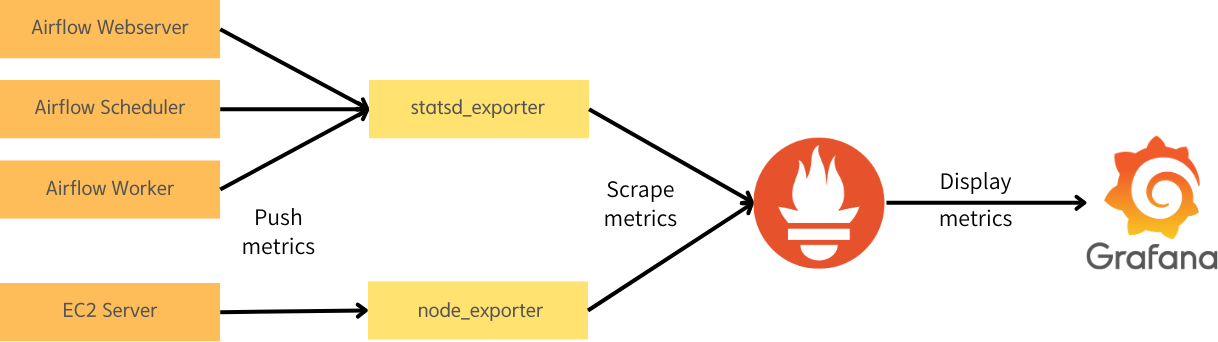 Airflow Webserver
Airflow Scheduler
statsd_exporter
Airflow Worker
Push
metrics
Scrape
metrics
Display
metrics
Grafana
EC2 Server
node_exporter